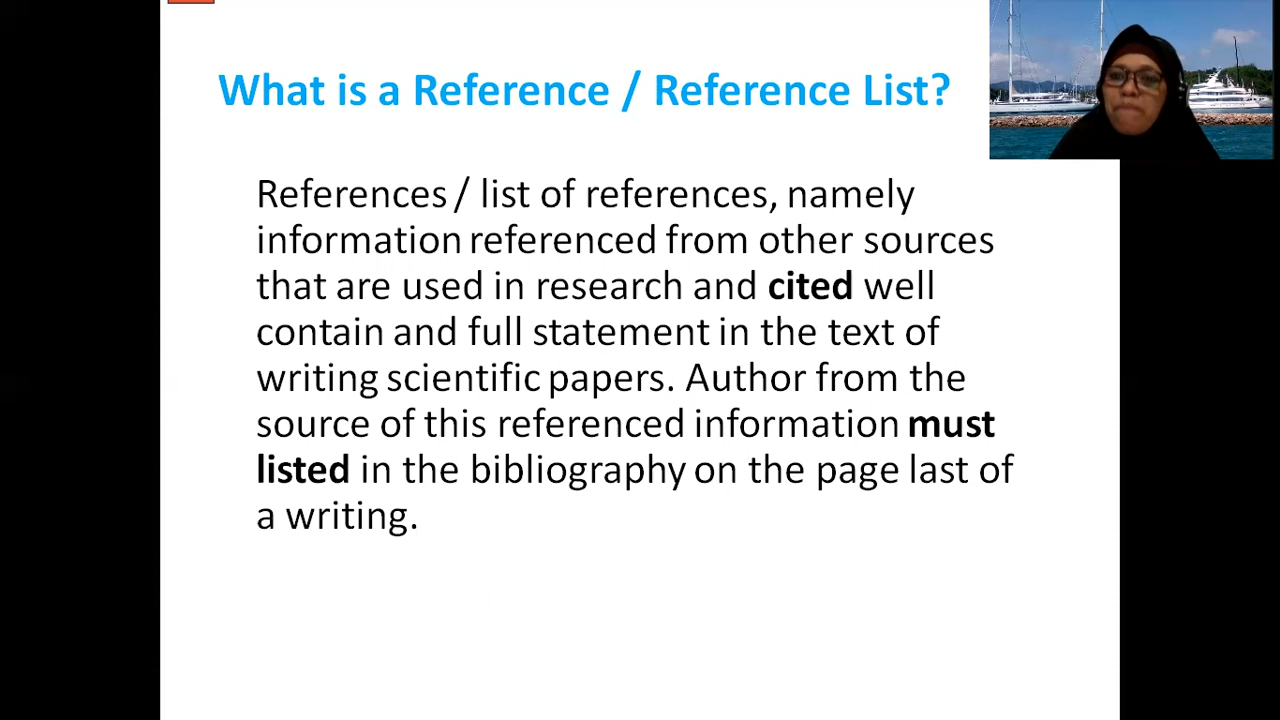 What is a Reference / Reference List?
References / list of references, namely
information referenced from other sources
that are used in research and cited well
contain and full statement in the text of
writing scientific papers. Author from the
source of this referenced information must
listed in the bibliography on the page last of
a writing.